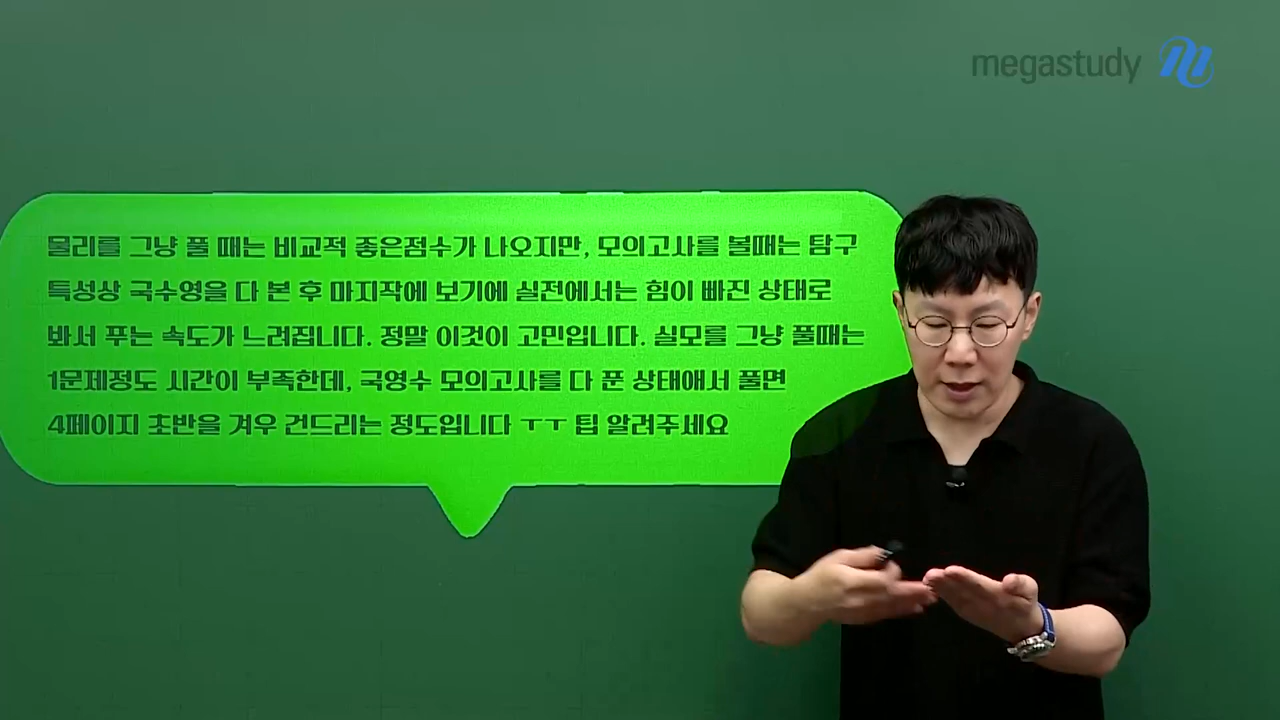 megastudy
물리를 그냥 풀 때는 비교적 좋은점수가 나오지만, 모의고사를 볼때는 탐구
특성상 국수영을 다 본 후 마지작에 보기에 실전에서는 힘이 빠진 상태로
봐서 푸는 속도가 느려집니다. 정말 이것이 고민입니다. 실모를 그냥 풀때는
1문제정도 시간이 부족한데, 국영수 모의고사를 다 푼 상태애서 풀면
4페이지 초반을 겨우 건드리는 정도입니다 ㅜㅜ 팁 알려주세요